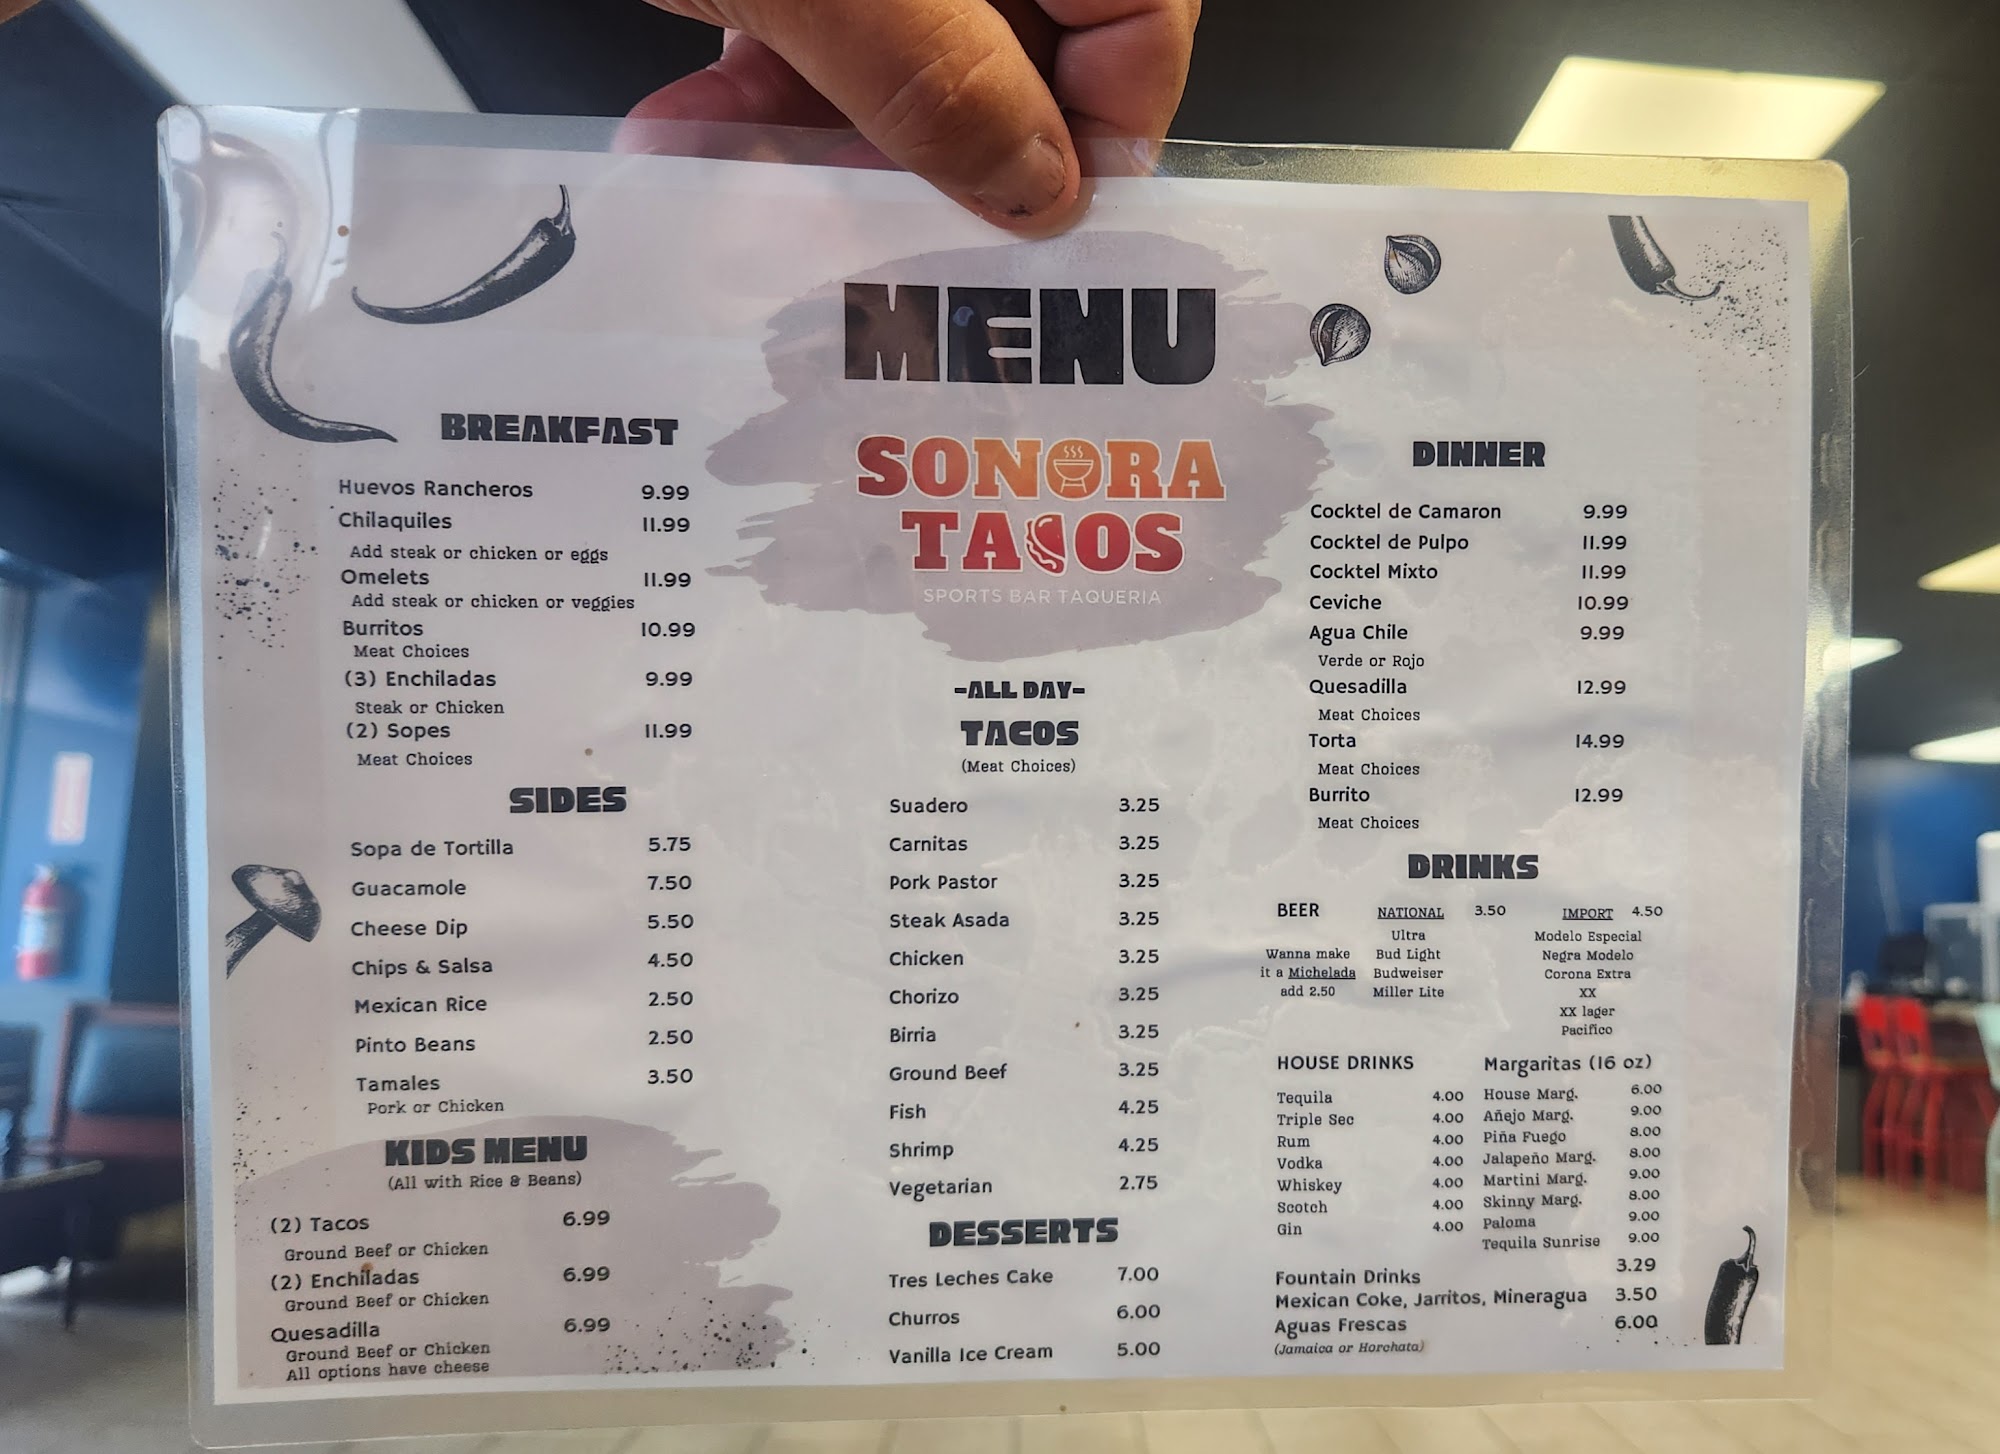 MENU
SONORA
TACOS
SPORTS BAR TAQUERIA
BREAKFAST
Huevos Rancheros 9.99
Chilaquiles 11.99
Add steak or chicken or eggs
Omelets 11.99
Add steak or chicken or veggies
Burritos 10.99
Meat Choices
(3) Enchiladas 9.99
Steak or Chicken
(2) Sopes 11.99
Meat Choices
SIDES
Sopa de Tortilla 5.75
Guacamole 7.50
Cheese Dip 5.50
Chips & Salsa 4.50
Mexican Rice 2.50
Pinto Beans 2.50
Tamales 3.50
Pork or Chicken
KIDS MENU
(All with Rice & Beans)
(2) Tacos 6.99
Ground Beef or Chicken
(2) Enchiladas 6.99
Ground Beef or Chicken
Quesadilla 6.99
Ground Beef or Chicken
All options have cheese
-ALL DAY-
TACOS
(Meat Choices)
Suadero 3.25
Carnitas 3.25
Pork Pastor 3.25
Steak Asada 3.25
Chicken 3.25
Chorizo 3.25
Birria 3.25
Ground Beef 3.25
Fish 4.25
Shrimp 4.25
Vegetarian 2.75
DESSERTS
Tres Leches Cake 7.00
Churros 6.00
Vanilla Ice Cream 5.00
DINNER
Cocktel de Camaron 9.99
Cocktel de Pulpo 11.99
Cocktel Mixto 11.99
Ceviche 10.99
Agua Chile 9.99
Verde or Rojo
Quesadilla 12.99
Meat Choices
Torta 14.99
Meat Choices
Burrito 12.99
Meat Choices
DRINKS
BEER
Wanna make
it a Michelada
add 2.50
NATIONAL 3.50
Ultra
Bud Light
Budweiser
Miller Lite
IMPORT 4.50
Modelo Especial
Negra Modelo
Corona Extra
XX
XX lager
Pacifico
HOUSE DRINKS
Tequila 4.00
Triple Sec 4.00
Rum 4.00
Vodka 4.00
Whiskey 4.00
Scotch 4.00
Gin 4.00
Margaritas (16 oz)
House Marg. 6.00
Añejo Marg. 9.00
Piña Fuego 8.00
Jalapeño Marg. 8.00
Martini Marg. 9.00
Skinny Marg. 8.00
Paloma 9.00
Tequila Sunrise 9.00
Fountain Drinks 3.29
Mexican Coke, Jarritos, Mineragua 3.50
Aguas Frescas 6.00
(Jamaica or Horchata)